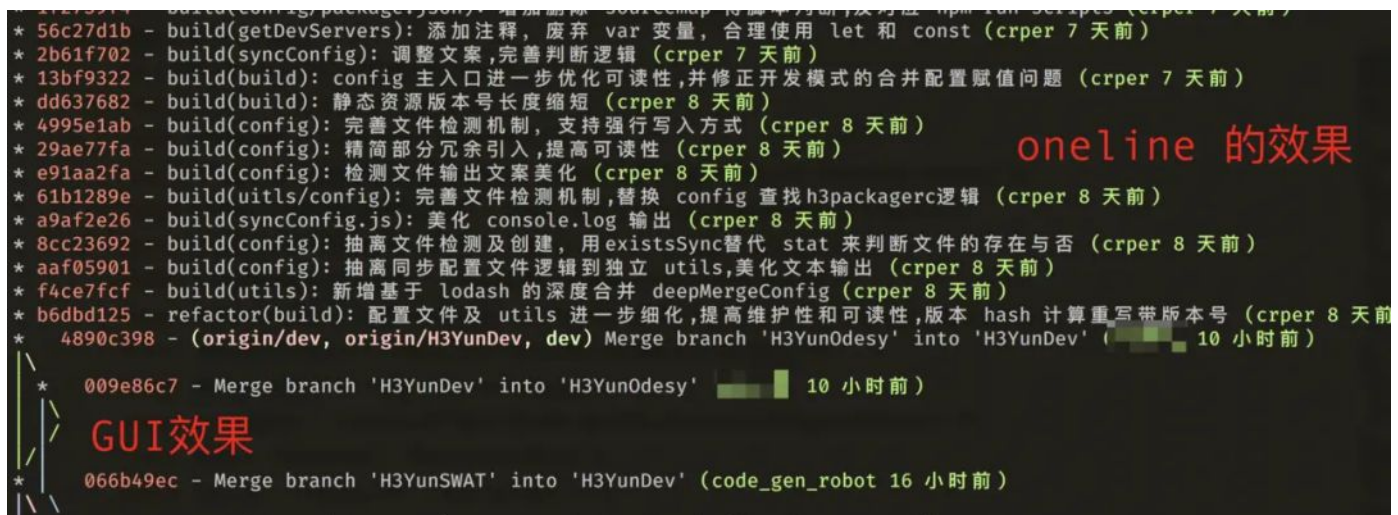 * 56c27d1b - build(getDevServers): 添加注释, 废弃 var 变量, 合理使用 let 和 const (crper 7 天前)
* 2b61f702 - build(syncConfig): 调整文案,完善判断逻辑 (crper 7 天前)
* 13bf9322 - build(build): config 主入口进一步优化可读性,并修正开发模式的合并配置赋值问题 (crper 7 天前)
* dd637682 - build(build): 静态资源版本号长度缩短 (crper 8 天前)
* 4995e1ab - build(config): 完善文件检测机制, 支持强行写入方式 (crper 8 天前)
oneline 的效果
* 29ae77fa - build(config): 精简部分冗余引入,提高可读性 (crper 8 天前)
* e91aa2fa - build(config): 检测文件输出文案美化 (crper 8 天前)
* 61b1289e - build(uitls/config): 完善文件检测机制,替换 config 查找h3packagerc逻辑 (crper 8 天前)
* a9af2e26 - build(syncConfig.js): 美化 console.log 输出 (crper 8 天前)
* 8cc23692 - build(config): 抽离文件检测及创建, 用existsSync替代 stat 来判断文件的存在与否 (crper 8 天前)
* aaf05901 - build(config): 抽离同步配置文件逻辑到独立 utils,美化文本输出 (crper 8 天前)
* f4ce7fcf - build(utils): 新增基于 lodash 的深度合并 deepMergeConfig (crper 8 天前)
* b6dbd125 - refactor(build): 配置文件及 utils 进一步细化,提高维护性和可读性,版本 hash 计算重写带版本号 (crper 8 天前
* 4890c398 - (origin/dev, origin/H3YunDev, dev) Merge branch 'H3YunOdesy' into 'H3YunDev' ( 10 小时前)
* 009e86c7 - Merge branch 'H3YunDev' into 'H3YunOdesy' 10 小时前)
GUI效果
* 066b49ec - Merge branch 'H3YunSWAT' into 'H3YunDev' (code_gen_robot 16 小时前)